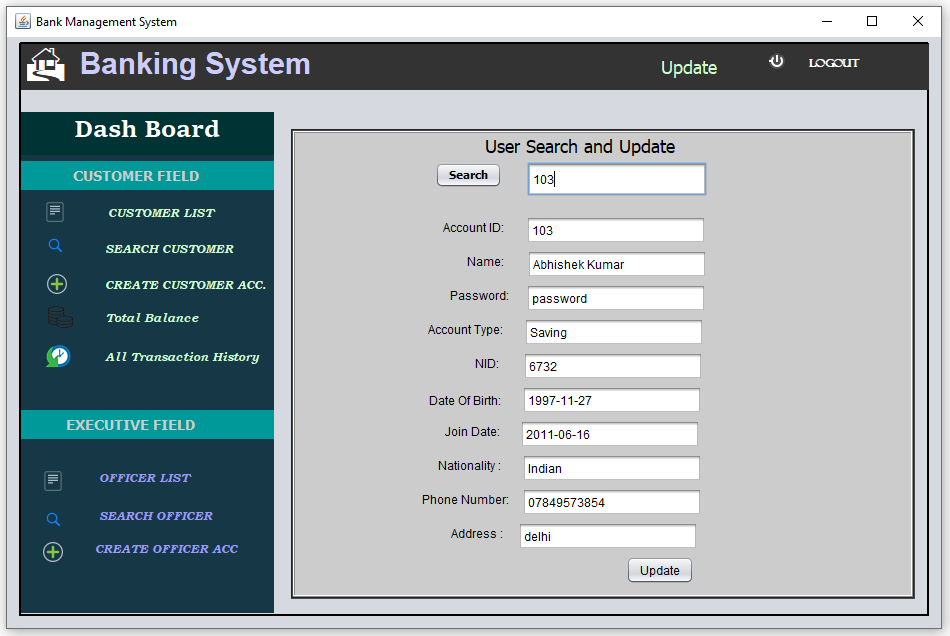 Bank Management System
Banking System
Update
LOGOUT
Dash Board
CUSTOMER FIELD
CUSTOMER LIST
SEARCH CUSTOMER
CREATE CUSTOMER ACC.
Total Balance
All Transaction History
EXECUTIVE FIELD
OFFICER LIST
SEARCH OFFICER
CREATE OFFICER ACC
User Search and Update
Search 103
Account ID: 103
Name: Abhishek Kumar
Password: password
Account Type: Saving
NID: 6732
Date Of Birth: 1997-11-27
Join Date: 2011-06-16
Nationality : Indian
Phone Number: 07849573854
Address : delhi
Update